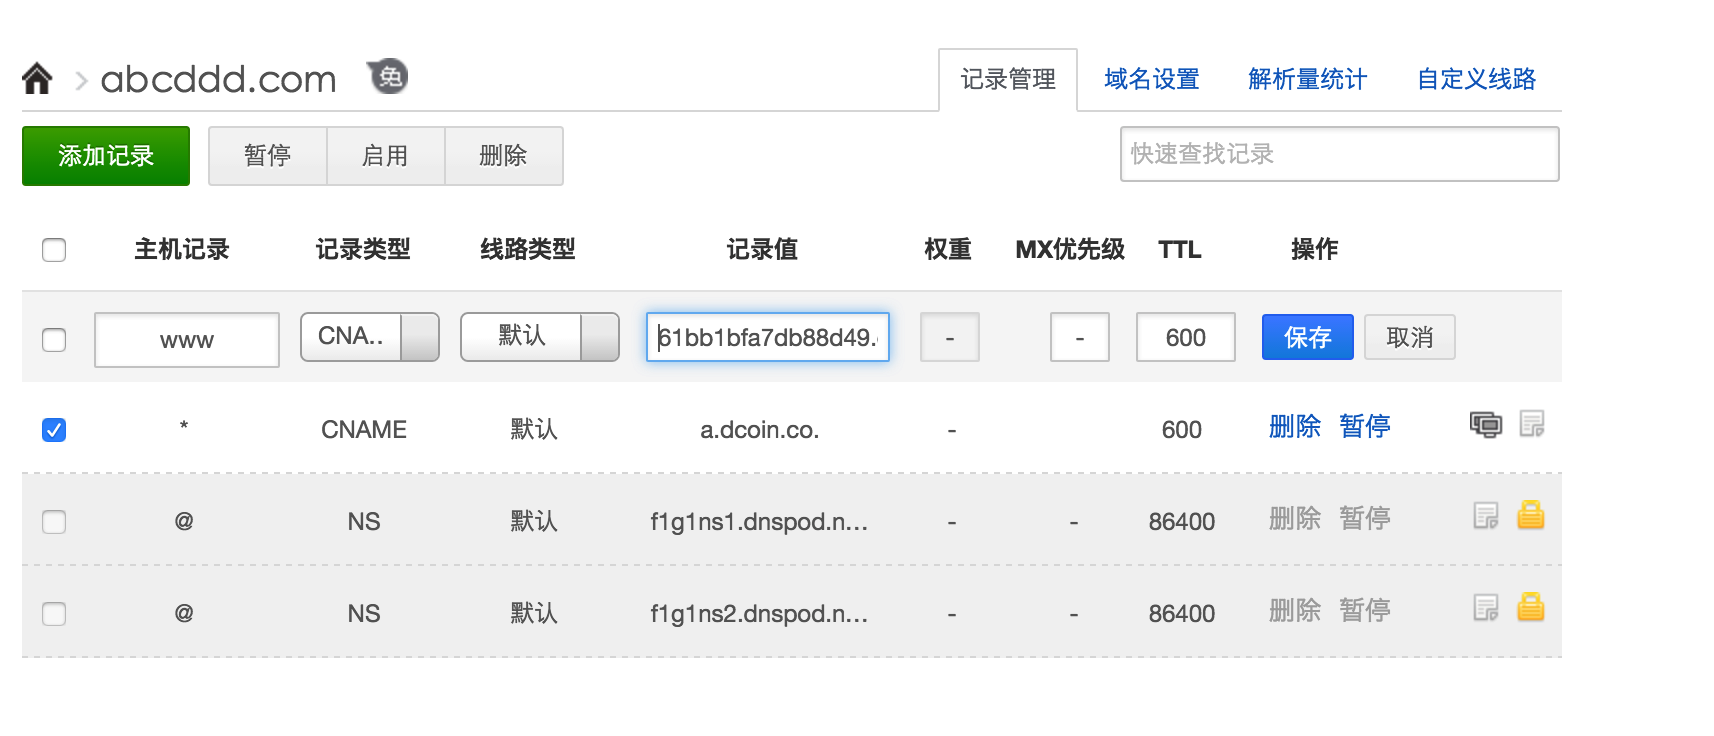 abcddd.com 免 记录管理 域名设置 解析量统计 自定义线路
添加记录 暂停 启用 删除 快速查找记录
主机记录 记录类型 线路类型 记录值 权重 MX优先级 TTL 操作
www CNA.. 默认 61bb1bfa7db88d49. - - 600 保存 取消
* CNAME 默认 a.dcoin.co. - 600 删除 暂停
@ NS 默认 f1g1ns1.dnspod.n... - - 86400 删除 暂停
@ NS 默认 f1g1ns2.dnspod.n... - - 86400 删除 暂停